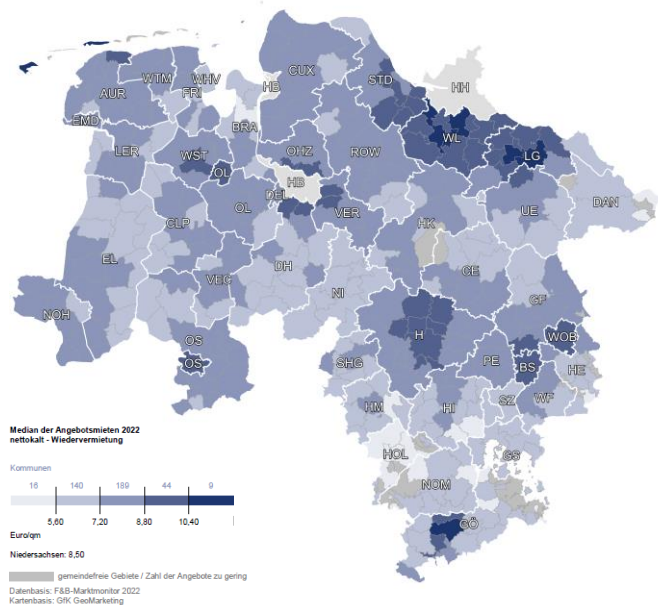 HH
CUX
STD
WTM
WHV
HB
AUR
FRI
EMD
BRA
WL
LER
WST
OHZ
ROW
LG
OL
HB
DEL
DAN
OL
VER
UE
CLP
HK
EL
DH
CE
VEC
NI
GF
NOH
H
WOB
OS
OS
SHG
PE
BS
HE
HM
HI
SZ
WF
HOL
GS
NOM
GÖ
Median der Angebotsmieten 2022
nettokalt - Wiedervermietung
Kommunen
16 140 189 44 9
5,60 7,20 8,80 10,40
Euro/qm
Niedersachsen: 8,50
gemeindefreie Gebiete / Zahl der Angebote zu gering
Datenbasis: F&B-Marktmonitor 2022
Kartenbasis: GfK GeoMarketing